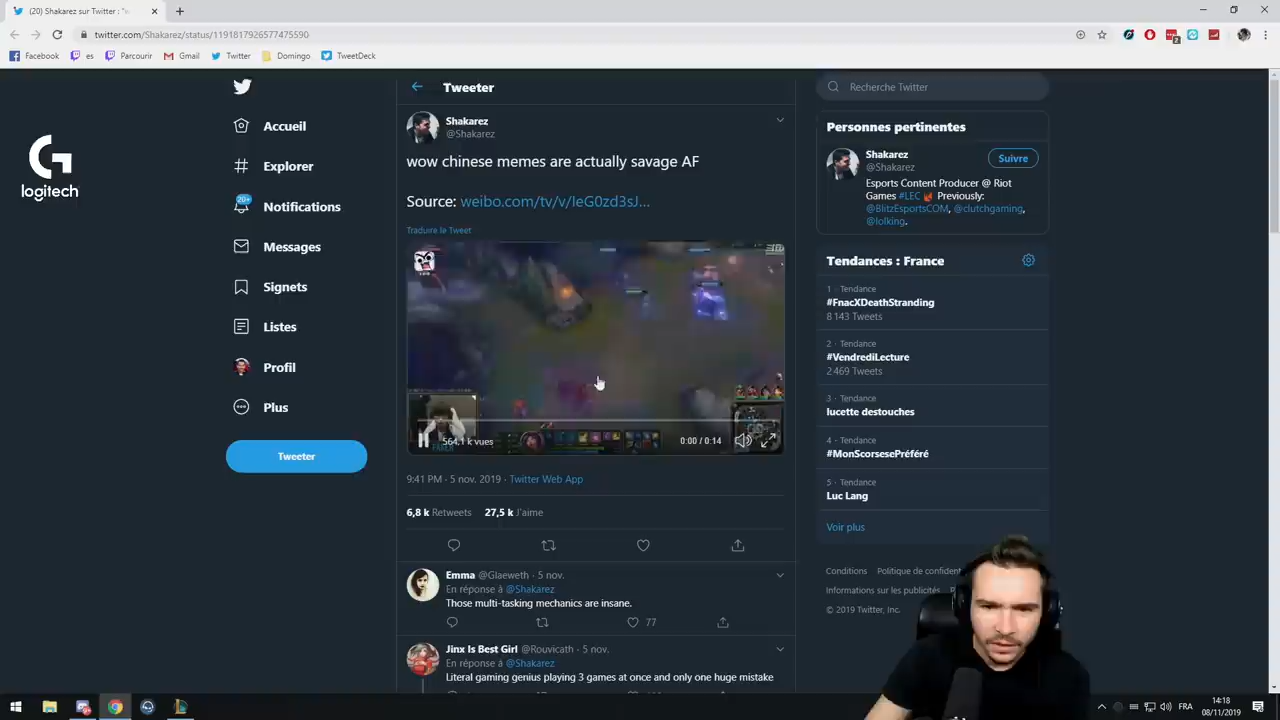 (20) Shakarez sur Twitter : "w
twitter.com/Shakarez/status/1191817926577475590
Facebook
es
Parcourir
Gmail
Twitter
Domingo
TweetDeck
logitech
Accueil
Explorer
20+
Notifications
Messages
Signets
Listes
Profil
Plus
Tweeter
Tweeter
Shakarez
@Shakarez
wow chinese memes are actually savage AF
Source: weibo.com/tv/v/IeG0zd3sJ...
Traduire le Tweet
564,1 k vues
0:00 / 0:14
FAKER
9:41 PM · 5 nov. 2019 · Twitter Web App
6,8 k Retweets 27,5 k J'aime
Emma @Glaeweth · 5 nov.
En réponse à @Shakarez
Those multi-tasking mechanics are insane.
77
Jinx Is Best Girl @Rouvicath · 5 nov.
En réponse à @Shakarez
Literal gaming genius playing 3 games at once and only one huge mistake
Recherche Twitter
Personnes pertinentes
Shakarez
@Shakarez
Suivre
Esports Content Producer @ Riot
Games #LEC Previously:
@BlitzEsportsCOM, @clutchgaming,
@lolking.
Tendances : France
1 · Tendance
#FnacXDeathStranding
8 143 Tweets
2 · Tendance
#VendrediLecture
2 469 Tweets
3 · Tendance
lucette destouches
4 · Tendance
#MonScorsesePréféré
5 · Tendance
Luc Lang
Voir plus
Conditions Politique de confident
Informations sur les publicités
© 2019 Twitter, Inc.
FRA
14:18
08/11/2019